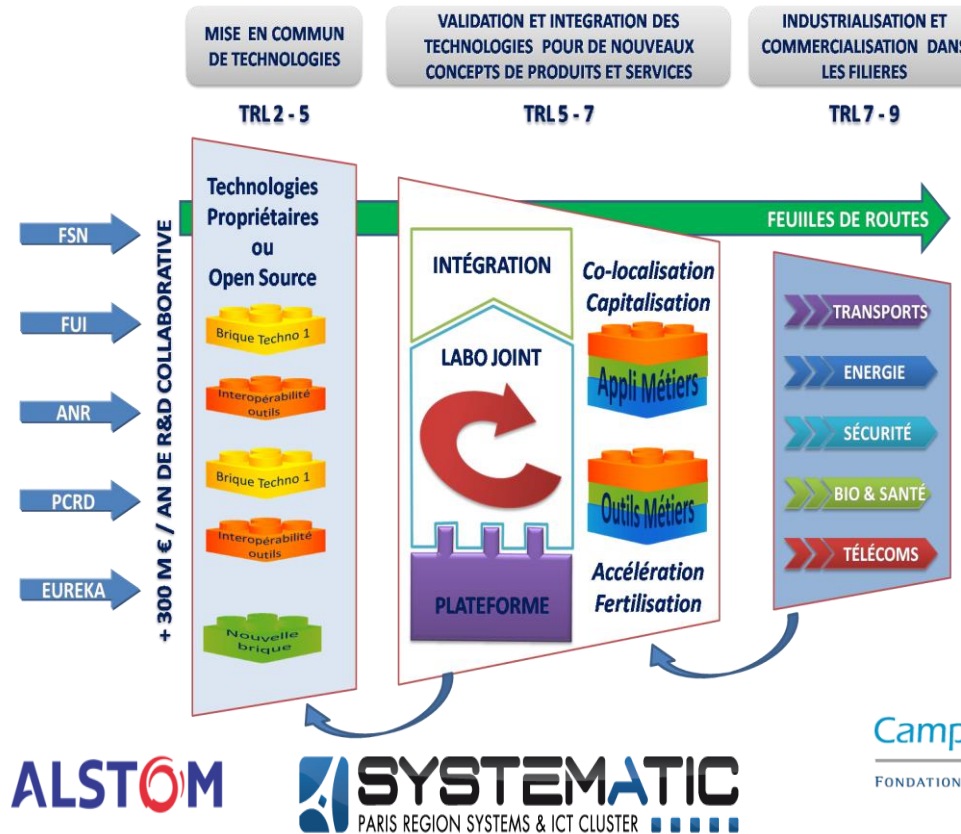 MISE EN COMMUN
DE TECHNOLOGIES
VALIDATION ET INTEGRATION DES
TECHNOLOGIES POUR DE NOUVEAUX
CONCEPTS DE PRODUITS ET SERVICES
INDUSTRIALISATION ET
COMMERCIALISATION DANS
LES FILIERES
TRL 2 - 5
TRL 5 - 7
TRL 7 - 9
FSN
FUI
ANR
PCRD
EUREKA
+ 300 M € / AN DE R&D COLLABORATIVE
Technologies
Propriétaires
ou
Open Source
Brique Techno 1
Interopérabilité
outils
Brique Techno 1
Interopérabilité
outils
Nouvelle
brique
FEUIILES DE ROUTES
INTÉGRATION
LABO JOINT
PLATEFORME
Co-localisation
Capitalisation
Appli Métiers
Outils Métiers
Accélération
Fertilisation
TRANSPORTS
ENERGIE
SÉCURITÉ
BIO & SANTÉ
TÉLÉCOMS
ALSTOM
SYSTEMATIC
PARIS REGION SYSTEMS & ICT CLUSTER
Camp
FONDATION